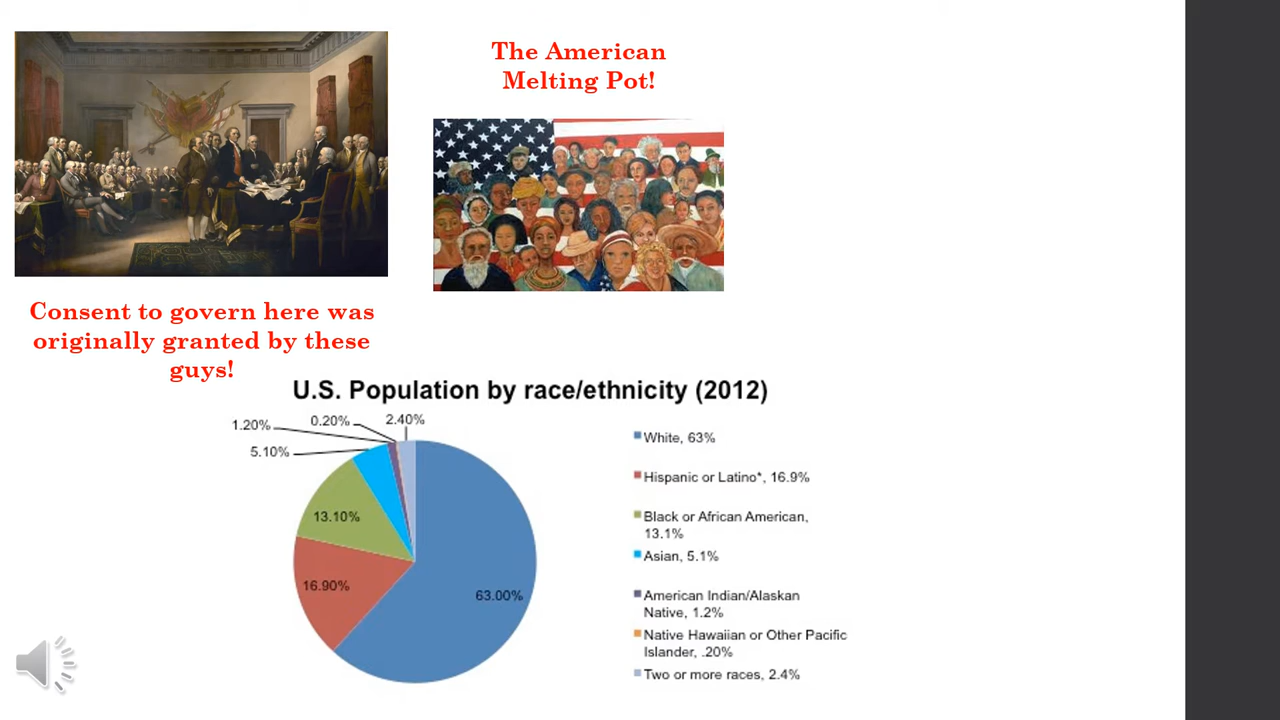 The American
Melting Pot!
Consent to govern here was
originally granted by these
guys!
U.S. Population by race/ethnicity (2012)
1.20%
0.20%
2.40%
5.10%
13.10%
16.90%
63.00%
White, 63%
Hispanic or Latino*, 16.9%
Black or African American,
13.1%
Asian, 5.1%
American Indian/Alaskan
Native, 1.2%
Native Hawaiian or Other Pacific
Islander, .20%
Two or more races, 2.4%